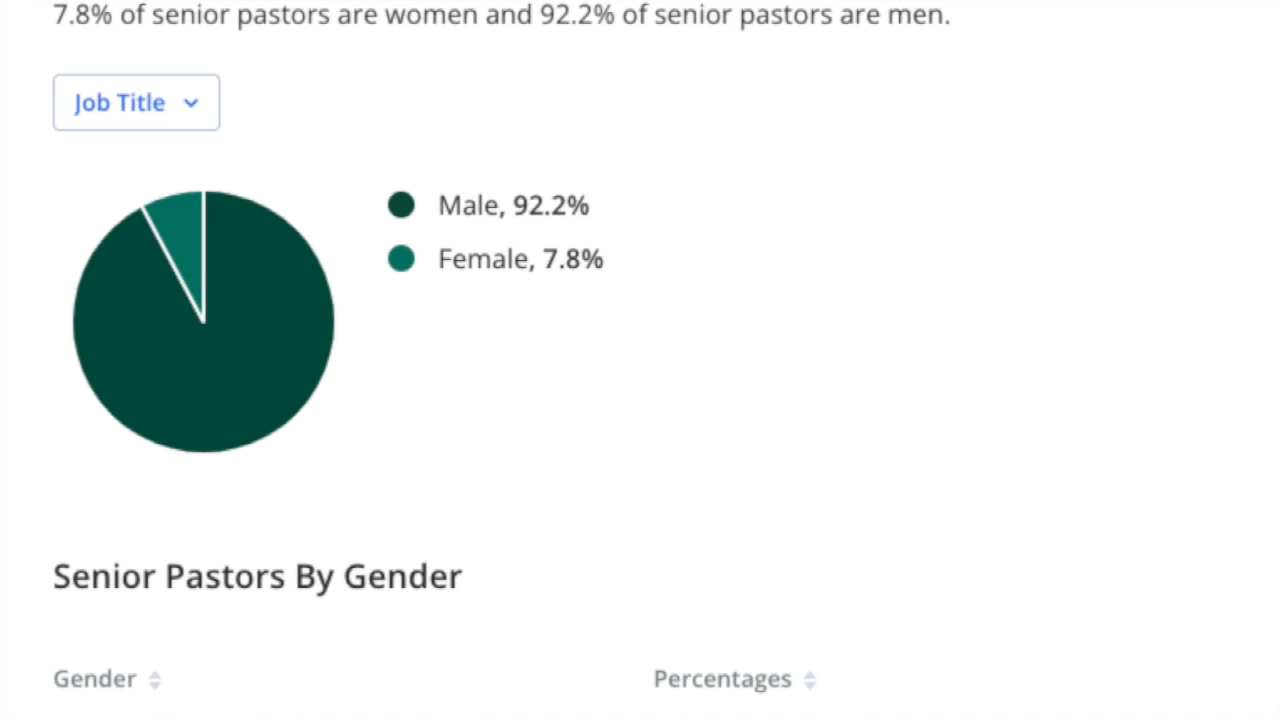 7.8% of senior pastors are women and 92.2% of senior pastors are men.
Job Title
Male, 92.2%
Female, 7.8%
Senior Pastors By Gender
Gender
Percentages